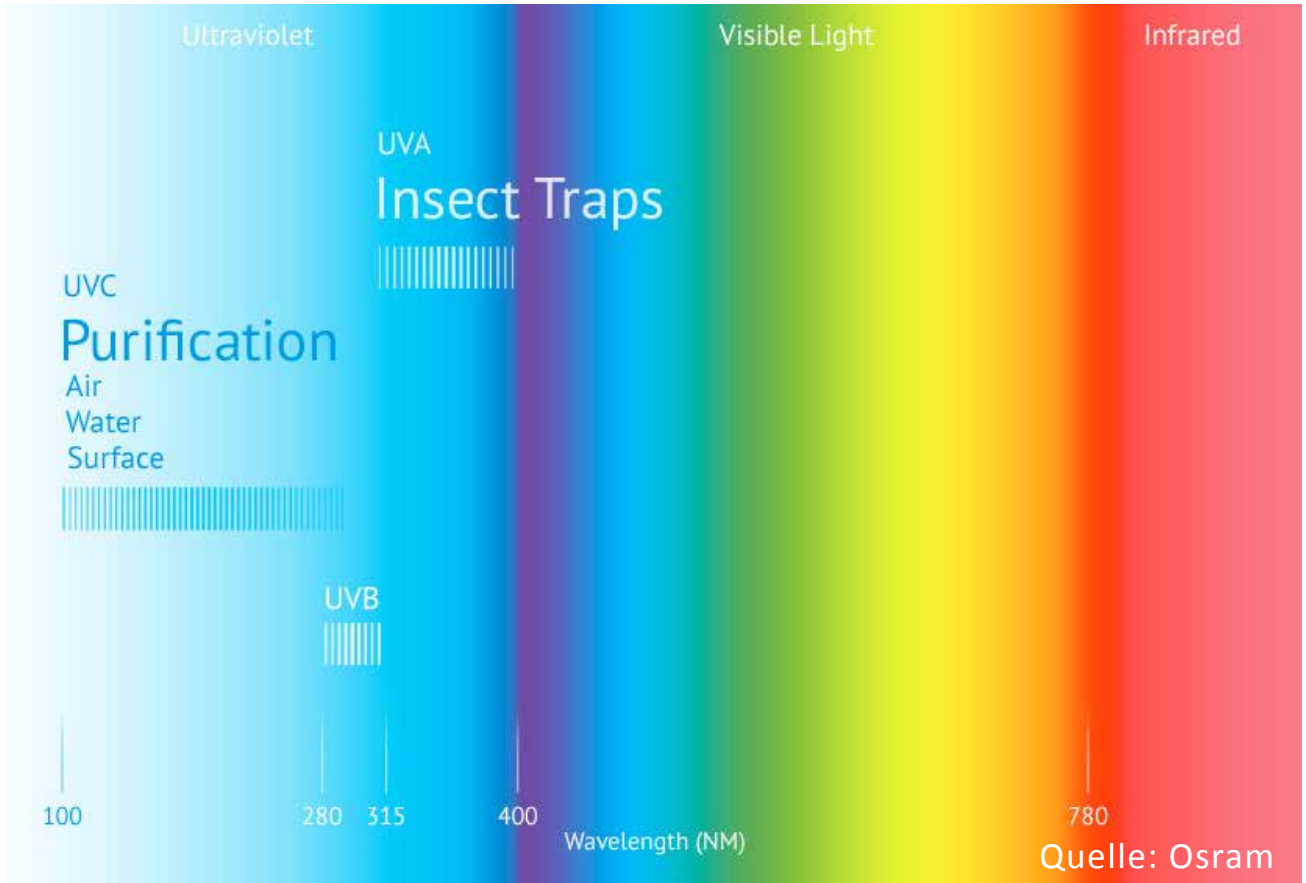 Ultraviolet
Visible Light
Infrared
UVA
Insect Traps
UVC
Purification
Air
Water
Surface
UVB
100
280
315
400
780
Wavelength (NM)
Quelle: Osram